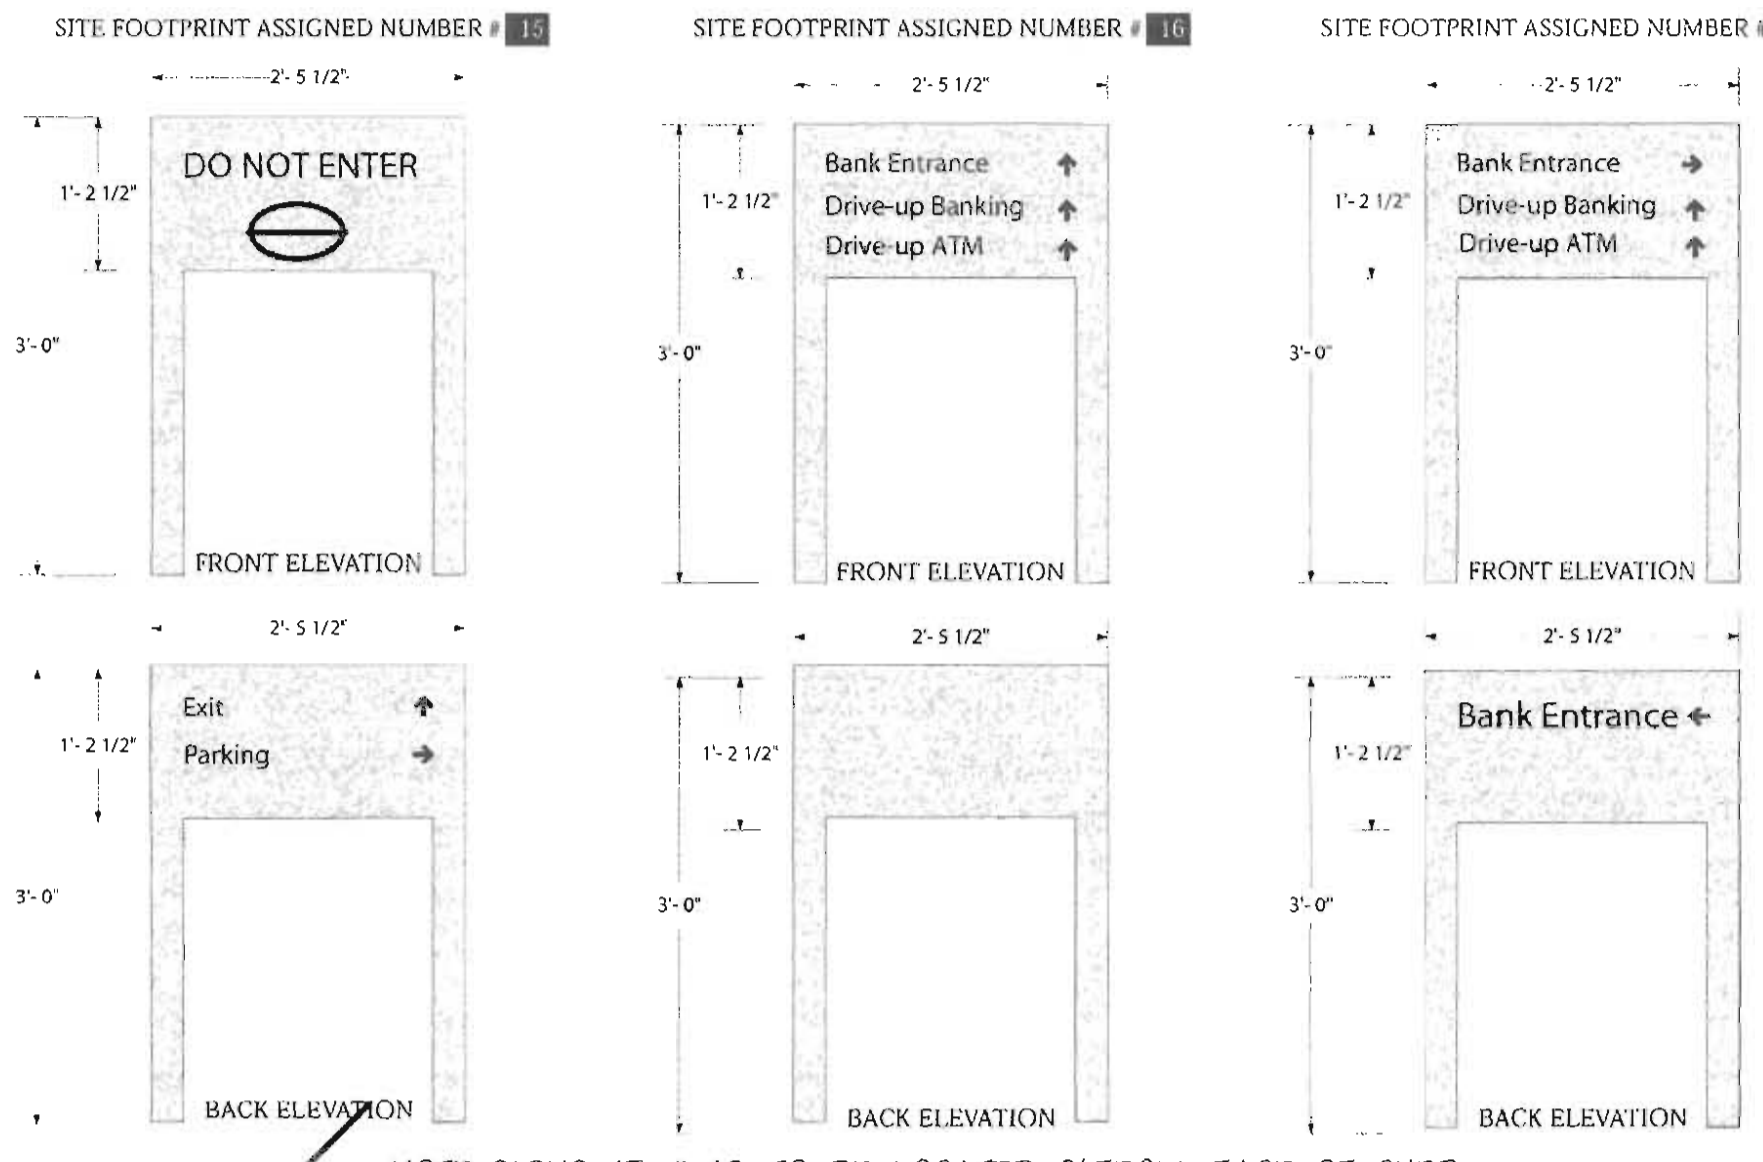 SITE FOOTPRINT ASSIGNED NUMBER # 15
2'- 5 1/2"
1'- 2 1/2"
3'- 0"
DO NOT ENTER
FRONT ELEVATION
SITE FOOTPRINT ASSIGNED NUMBER # 16
2'- 5 1/2"
1'- 2 1/2"
3'- 0"
Bank Entrance ↑
Drive-up Banking ↑
Drive-up ATM ↑
FRONT ELEVATION
SITE FOOTPRINT ASSIGNED NUMBER #
2'- 5 1/2"
1'- 2 1/2"
3'- 0"
Bank Entrance →
Drive-up Banking ↑
Drive-up ATM ↑
FRONT ELEVATION
2'- 5 1/2"
1'- 2 1/2"
3'- 0"
Exit ↑
Parking →
BACK ELEVATION
2'- 5 1/2"
1'- 2 1/2"
3'- 0"
BACK ELEVATION
2'- 5 1/2"
1'- 2 1/2"
3'- 0"
Bank Entrance ←
BACK ELEVATION